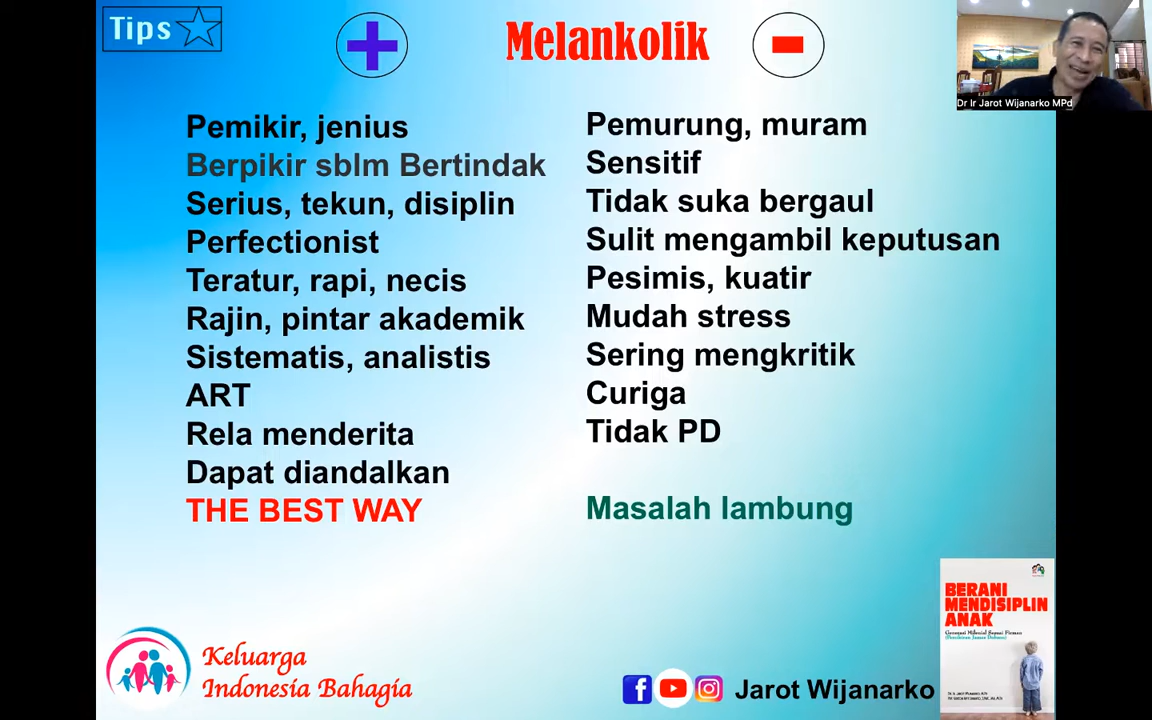 Tips
Melankolik
Dr Ir Jarot Wijanarko MPd
Pemikir, jenius
Berpikir sblm Bertindak
Serius, tekun, disiplin
Perfectionist
Teratur, rapi, necis
Rajin, pintar akademik
Sistematis, analistis
ART
Rela menderita
Dapat diandalkan
THE BEST WAY
Pemurung, muram
Sensitif
Tidak suka bergaul
Sulit mengambil keputusan
Pesimis, kuatir
Mudah stress
Sering mengkritik
Curiga
Tidak PD
Masalah lambung
Keluarga
Indonesia Bahagia
Jarot Wijanarko
BERANI
MENDISIPLIN
ANAK